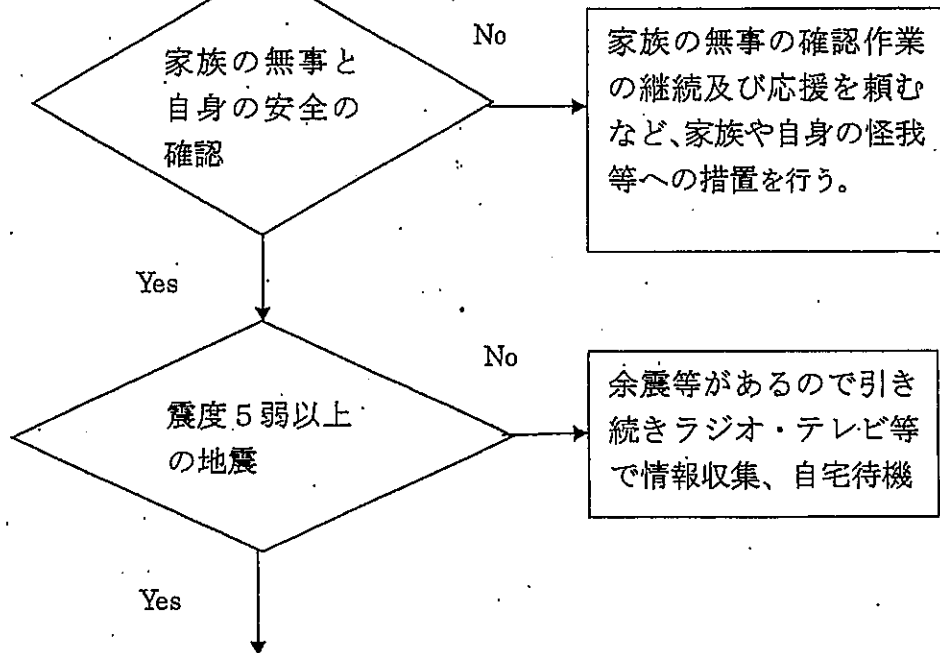 No
家族の無事と
自身の安全の
確認
家族の無事の確認作業
の継続及び応援を頼む
など、家族や自身の怪我
等への措置を行う。
Yes
No
震度5弱以上
の地震
余震等があるので引き
続きラジオ・テレビ等
で情報収集、自宅待機
Yes